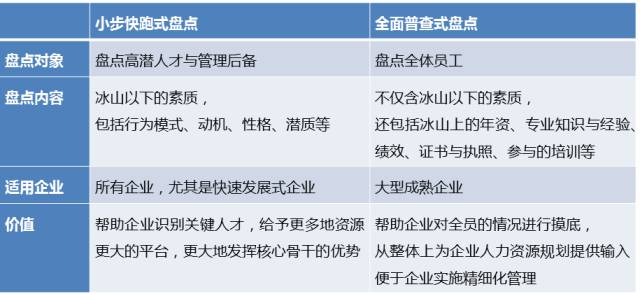 小步快跑式盘点 全面普查式盘点
盘点对象 盘点高潜人才与管理后备 盘点全体员工
盘点内容 冰山以下的素质， 不仅含冰山以下的素质，
包括行为模式、动机、性格、潜质等 还包括冰山上的年资、专业知识与经验、
绩效、证书与执照、参与的培训等
适用企业 所有企业，尤其是快速发展式企业 大型成熟企业
价值 帮助企业识别关键人才，给予更多地资源 帮助企业对全员的情况进行摸底，
更大的平台，更大地发挥核心骨干的优势 从整体上为企业人力资源规划提供输入
便于企业实施精细化管理